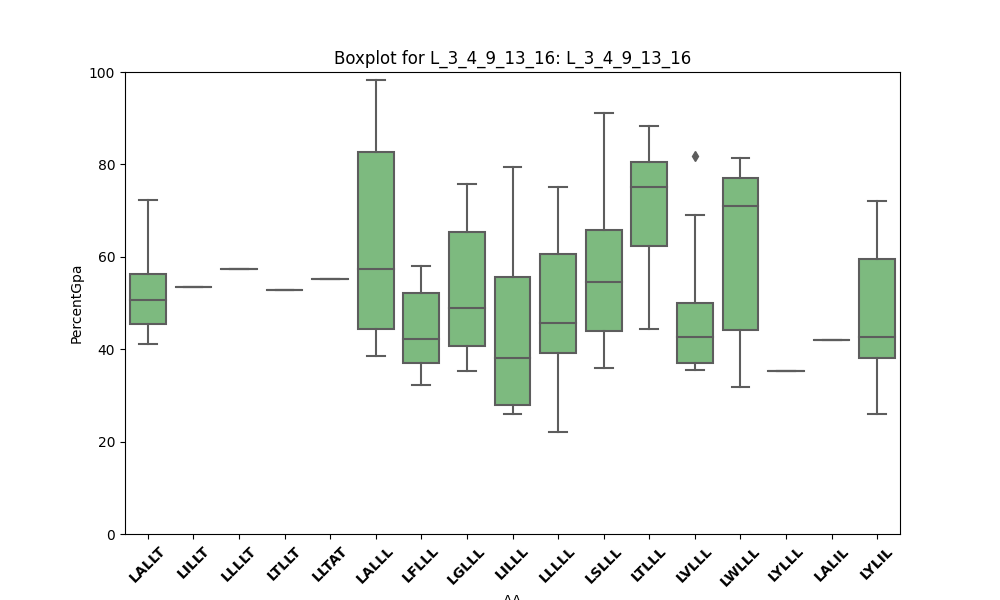 Boxplot for L_3_4_9_13_16: L_3_4_9_13_16
PercentGpa
100
80
60
40
20
0
LALLT
LILLT
LLLLT
LTLLT
LLTAT
LALLL
LFLLL
LGLLL
LILLL
LLLLL
LSLLL
LTLLL
LVLLL
LWLLL
LYLLL
LALIL
LYLIL
AA